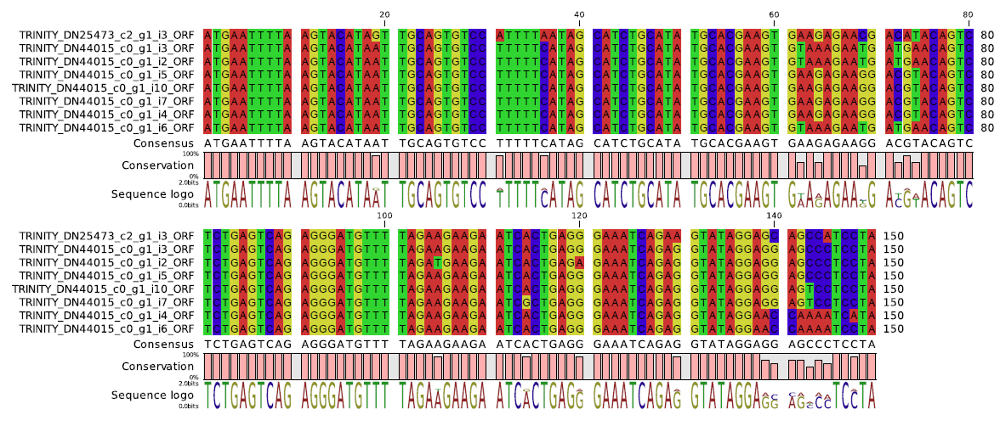 20 40 60 80
TRINITY_DN25473_c2_g1_i3_ORF ATGAATTTTA AGTACATAGT TGCAGTGTCC ATTTTAATAG CATCTGCATA TGCACGAAGT GAAGAGAACG ACATACAGTC 80
TRINITY_DN44015_c0_g1_i3_ORF ATGAATTTTA AGTACATAAT TGCAGTGTCC TTTTTCATAG CATCTGCATA TGCACGAAGT GTAAAGAATG ATGAACAGTC 80
TRINITY_DN44015_c0_g1_i2_ORF ATGAATTTTA AGTACATAAT TGCAGTGTCC TTTTTCATAG CATCTGCATA TGCACGAAGT GTAAAGAATG ATGAACAGTC 80
TRINITY_DN44015_c0_g1_i5_ORF ATGAATTTTA AGTACATAAT TGCAGTGTCC TTTTTCATAG CATCTGCATA TGCACGAAGT GAAGAGAAGG ACGTACAGTC 80
TRINITY_DN44015_c0_g1_i10_ORF ATGAATTTTA AGTACATAAT TGCAGTGTCC TTTTTCATAG CATCTGCATA TGCACGAAGT GAAGAGAAGG ACGTACAGTC 80
TRINITY_DN44015_c0_g1_i7_ORF ATGAATTTTA AGTACATAAT TGCAGTGTCC TTTTTCATAG CATCTGCATA TGCACGAAGT GAAGAGAAGG ACGTACAGTC 80
TRINITY_DN44015_c0_g1_i4_ORF ATGAATTTTA AGTACATAAT TGCAGTGTCC TTTTTCATAG CATCTGCATA TGCACGAAGT GAAGAGAAGG ACGTACAGTC 80
TRINITY_DN44015_c0_g1_i6_ORF ATGAATTTTA AGTACATAAT TGCAGTGTCC TTTTTCATAG CATCTGCATA TGCACGAAGT GTAAAGAATG ATGAACAGTC 80
Consensus ATGAATTTTA AGTACATAAT TGCAGTGTCC TTTTTCATAG CATCTGCATA TGCACGAAGT GAAGAGAAGG ACGTACAGTC
100%
Conservation
0%
2.0bits
Sequence logo
0.0bits
100 120 140
TRINITY_DN25473_c2_g1_i3_ORF TCTGAGTCAG AGGGATGTTT TAGAAGAAGA ATCACTGAGG GAAATCAGAA GTATAGGAGC AGCCATCCTA 150
TRINITY_DN44015_c0_g1_i3_ORF TCTGAGTCAG AGGGATGTTT TAGAAGAAGA ATCACTGAGG GAAATCAGAG GTATAGGAGG AGCCCTCCTA 150
TRINITY_DN44015_c0_g1_i2_ORF TCTGAGTCAG AGGGATGTTT TAGATGAAGA ATCACTGAGA GAAATCAGAG GTATAGGAGG AGCCCTCCTA 150
TRINITY_DN44015_c0_g1_i5_ORF TCTGAGTCAG AGGGATGTTT TAGAAGAAGA ATCACTGAGG GAAATCAGAG GTATAGGAGG AGCCCTCCTA 150
TRINITY_DN44015_c0_g1_i10_ORF TCTGAGTCAG AGGGATGTTT TAGAAGAAGA ATCACTGAGG GAAATCAGAG GTATAGGAGG AGTCCTCCTA 150
TRINITY_DN44015_c0_g1_i7_ORF TCTGAGTCAG AGGGATGTTT TAGAAGAAGA ATCGCTGAGG GAAATCAGAG GTATAGGAGG AGTCCTCCTA 150
TRINITY_DN44015_c0_g1_i4_ORF TCTGAGTCAG AGGGATGTTT TAGAAGAAGA ATCACTGAGG GAAATCAGAG GTATAGGAAC CAAAATCATA 150
TRINITY_DN44015_c0_g1_i6_ORF TCTGAGTCAG AGGGATGTTT TAGAAGAAGA ATCACTGAGG GAAATCAGAG GTATAGGAAC CAAAATCCTA 150
Consensus TCTGAGTCAG AGGGATGTTT TAGAAGAAGA ATCACTGAGG GAAATCAGAG GTATAGGAGG AGCCCTCCTA
100%
Conservation
0%
2.0bits
Sequence logo
0.0bits